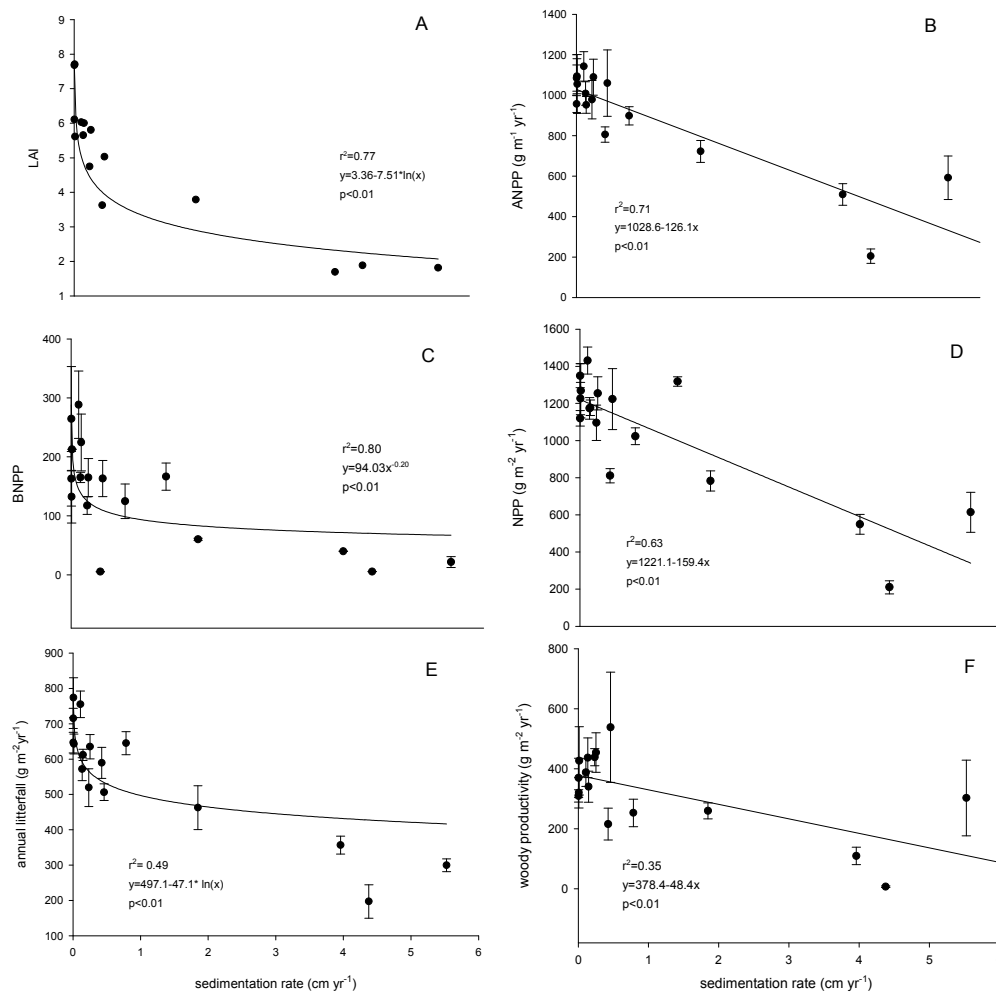 A
9
8
7
6
5
4
3
2
1
LAI
r²=0.77
y=3.36-7.51*ln(x)
p<0.01
B
1400
1200
1000
800
600
400
200
0
ANPP (g m⁻¹ yr⁻¹)
r²=0.71
y=1028.6-126.1x
p<0.01
C
400
300
200
100
0
BNPP
r²=0.80
y=94.03x⁻⁰·²⁰
p<0.01
D
1600
1400
1200
1000
800
600
400
200
0
NPP (g m⁻² yr⁻¹)
r²=0.63
y=1221.1-159.4x
p<0.01
E
900
800
700
600
500
400
300
200
100
annual litterfall (g m⁻²yr⁻¹)
r²= 0.49
y=497.1-47.1* ln(x)
p<0.01
0 1 2 3 4 5 6
sedimentation rate (cm yr⁻¹)
F
800
600
400
200
0
woody productivity (g m⁻² yr⁻¹)
r²=0.35
y=378.4-48.4x
p<0.01
0 1 2 3 4 5
sedimentation rate (cm yr⁻¹)